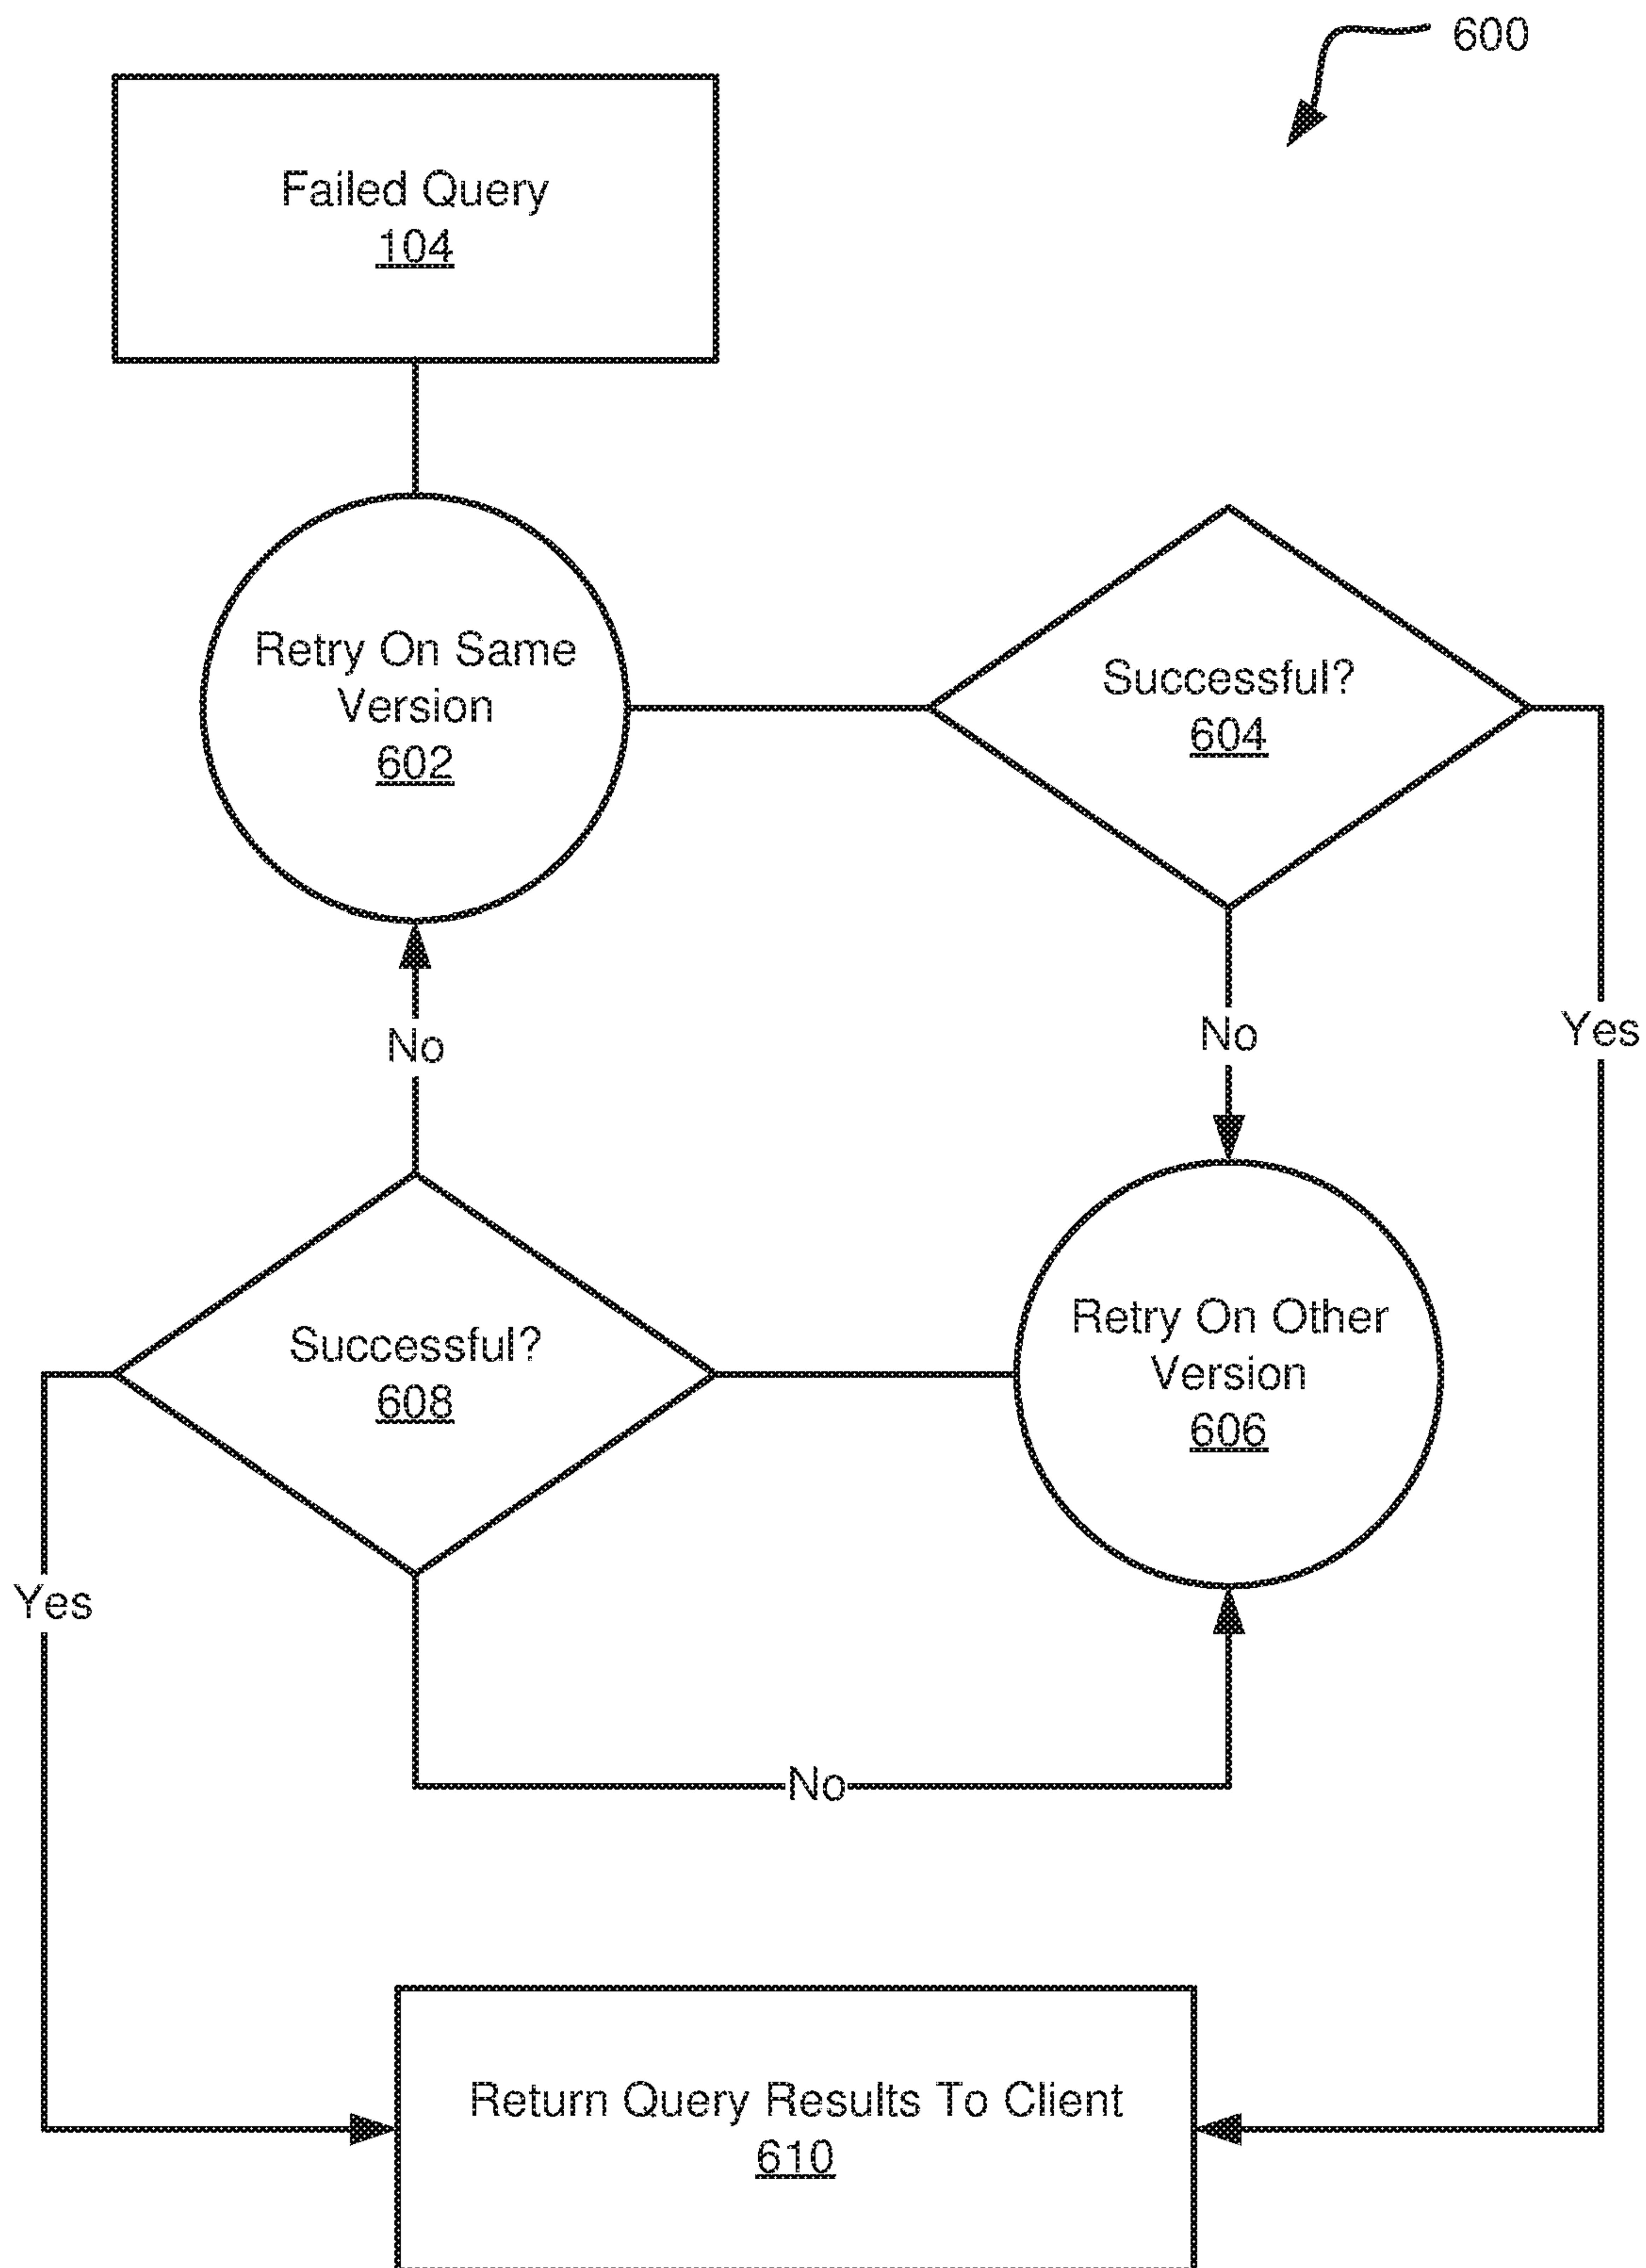 600
Failed Query
104
Retry On Same
Version
602
Successful?
604
No
No
Yes
Successful?
608
Retry On Other
Version
606
Yes
No
Return Query Results To Client
610